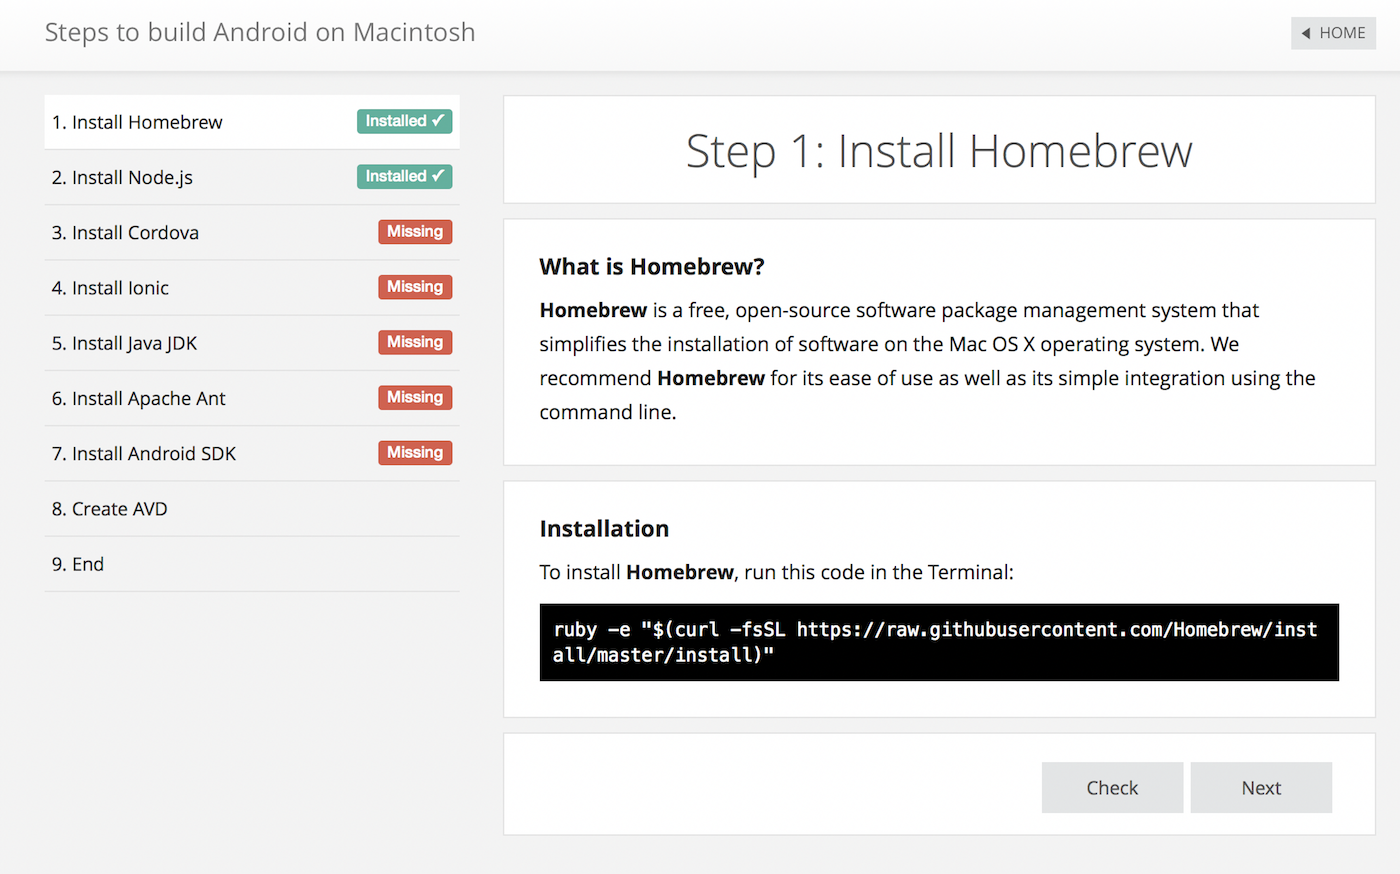 Steps to build Android on Macintosh
◀ HOME
1. Install Homebrew Installed ✔
2. Install Node.js Installed ✔
3. Install Cordova Missing
4. Install Ionic Missing
5. Install Java JDK Missing
6. Install Apache Ant Missing
7. Install Android SDK Missing
8. Create AVD
9. End
Step 1: Install Homebrew
What is Homebrew?
Homebrew is a free, open-source software package management system that
simplifies the installation of software on the Mac OS X operating system. We
recommend Homebrew for its ease of use as well as its simple integration using the
command line.
Installation
To install Homebrew, run this code in the Terminal:
ruby -e "$(curl -fsSL https://raw.githubusercontent.com/Homebrew/inst
all/master/install)"
Check
Next